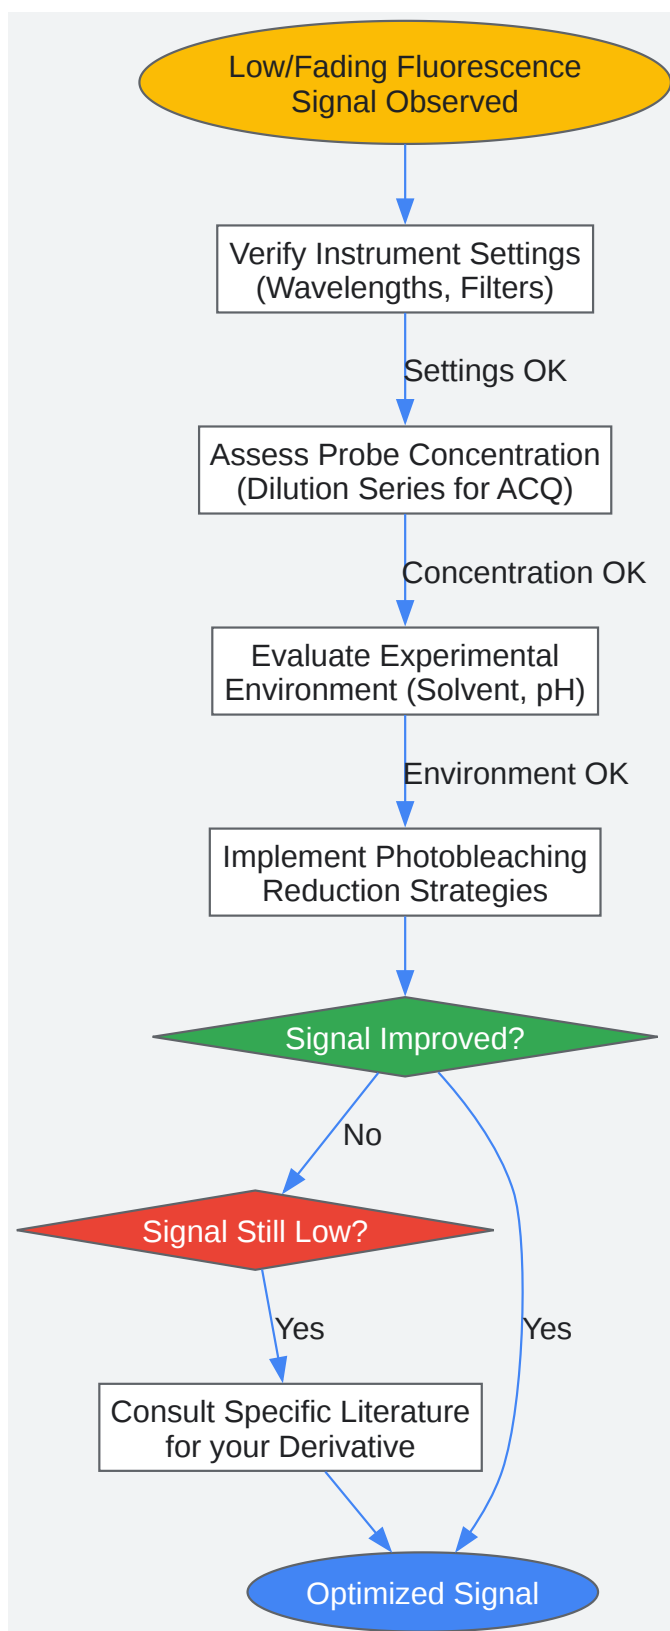 Low/Fading Fluorescence
Signal Observed
Verify Instrument Settings
(Wavelengths, Filters)
Settings OK
Assess Probe Concentration
(Dilution Series for ACQ)
Concentration OK
Evaluate Experimental
Environment (Solvent, pH)
Environment OK
Implement Photobleaching
Reduction Strategies
Signal Improved?
No
Signal Still Low?
Yes
Yes
Consult Specific Literature
for your Derivative
Optimized Signal